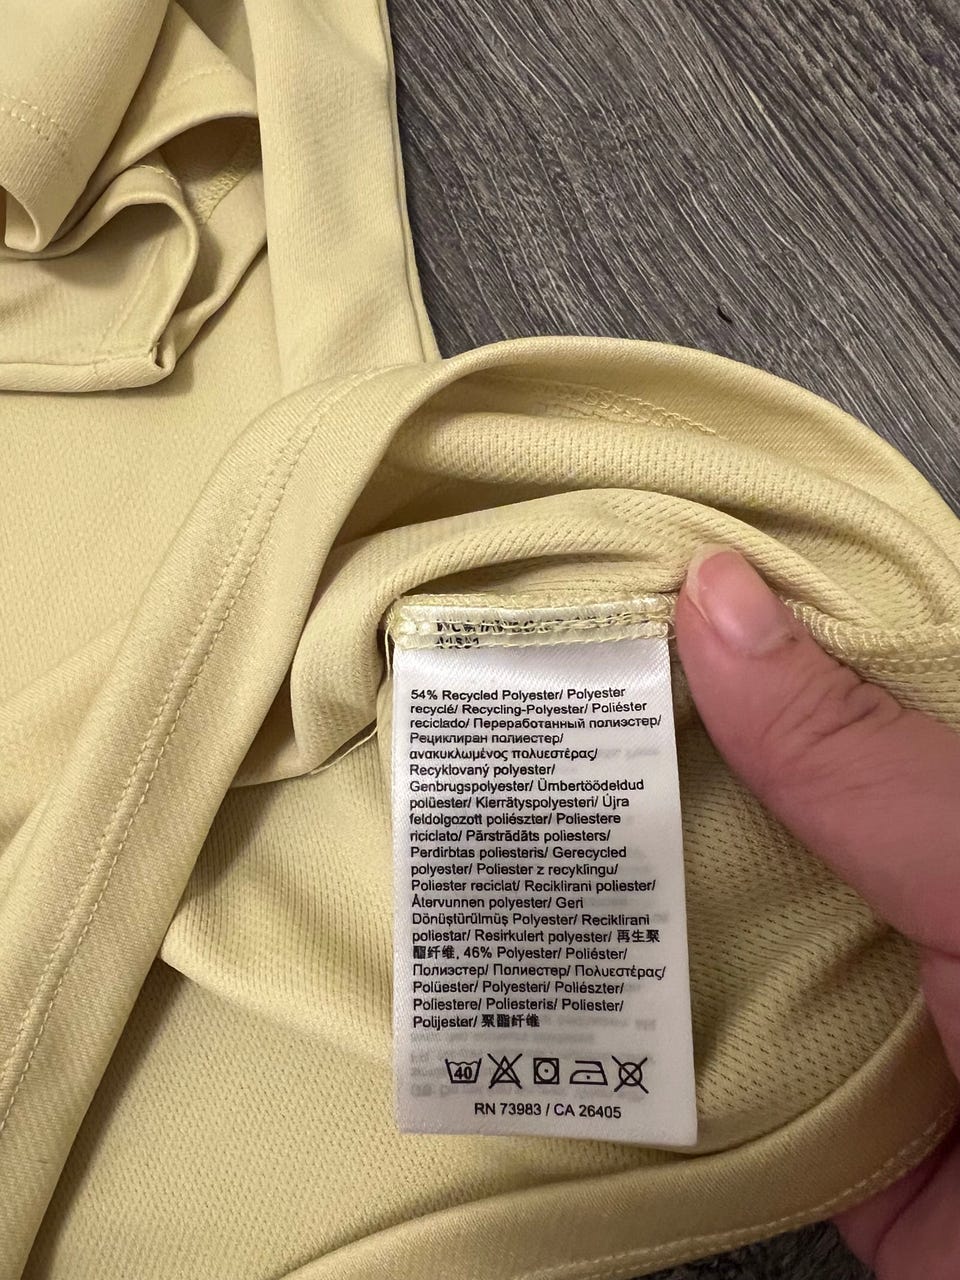 54% Recycled Polyester/ Polyester
recyclé/ Recycling-Polyester/ Poliéster
reciclado/ Переработанный полиэстер/
Рециклиран полиестер/
ανακυκλωμένος πολυεστέρας/
Recyklovaný polyester/
Genbrugspolyester/ Ümbertöödeldud
polüester/ Kierrätyspolyesteri/ Újra
feldolgozott poliészter/ Poliestere
riciclato/ Pārstrādāts poliesters/
Perdirbtas poliesteris/ Gerecycled
polyester/ Poliester z recyklingu/
Poliester reciclat/ Reciklirani poliester/
Återvunnen polyester/ Geri
Dönüştürülmüş Polyester/ Reciklirani
poliestar/ Resirkulert polyester/ 再生聚
酯纤维, 46% Polyester/ Poliéster/
Полиэстер/ Полиестер/ Πολυεστέρας/
Polüester/ Polyesteri/ Poliészter/
Poliestere/ Poliesteris/ Poliester/
Polijester/ 聚酯纤维
40
RN 73983 / CA 26405